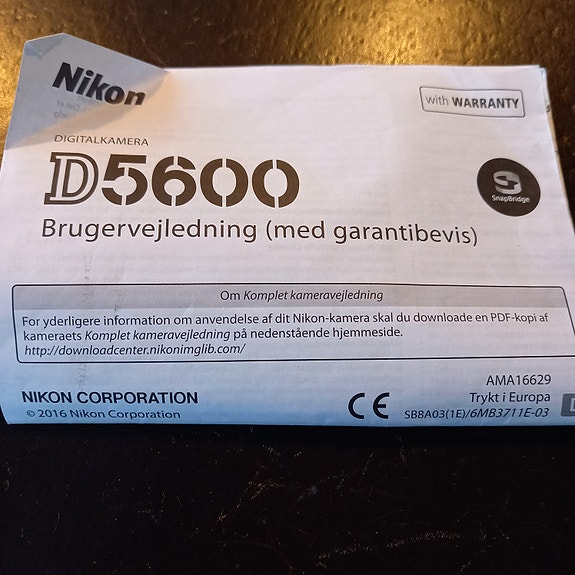 Nikon
with WARRANTY
DIGITALKAMERA
D5600
SnapBridge
Brugervejledning (med garantibevis)
Om Komplet kameravejledning
For yderligere information om anvendelse af dit Nikon-kamera skal du downloade en PDF-kopi af
kameraets Komplet kameravejledning på nedenstående hjemmeside.
http://downloadcenter.nikonimglib.com/
NIKON CORPORATION
© 2016 Nikon Corporation
CE
AMA16629
Trykt i Europa
SB8A03(1E)/6MB3711E-03